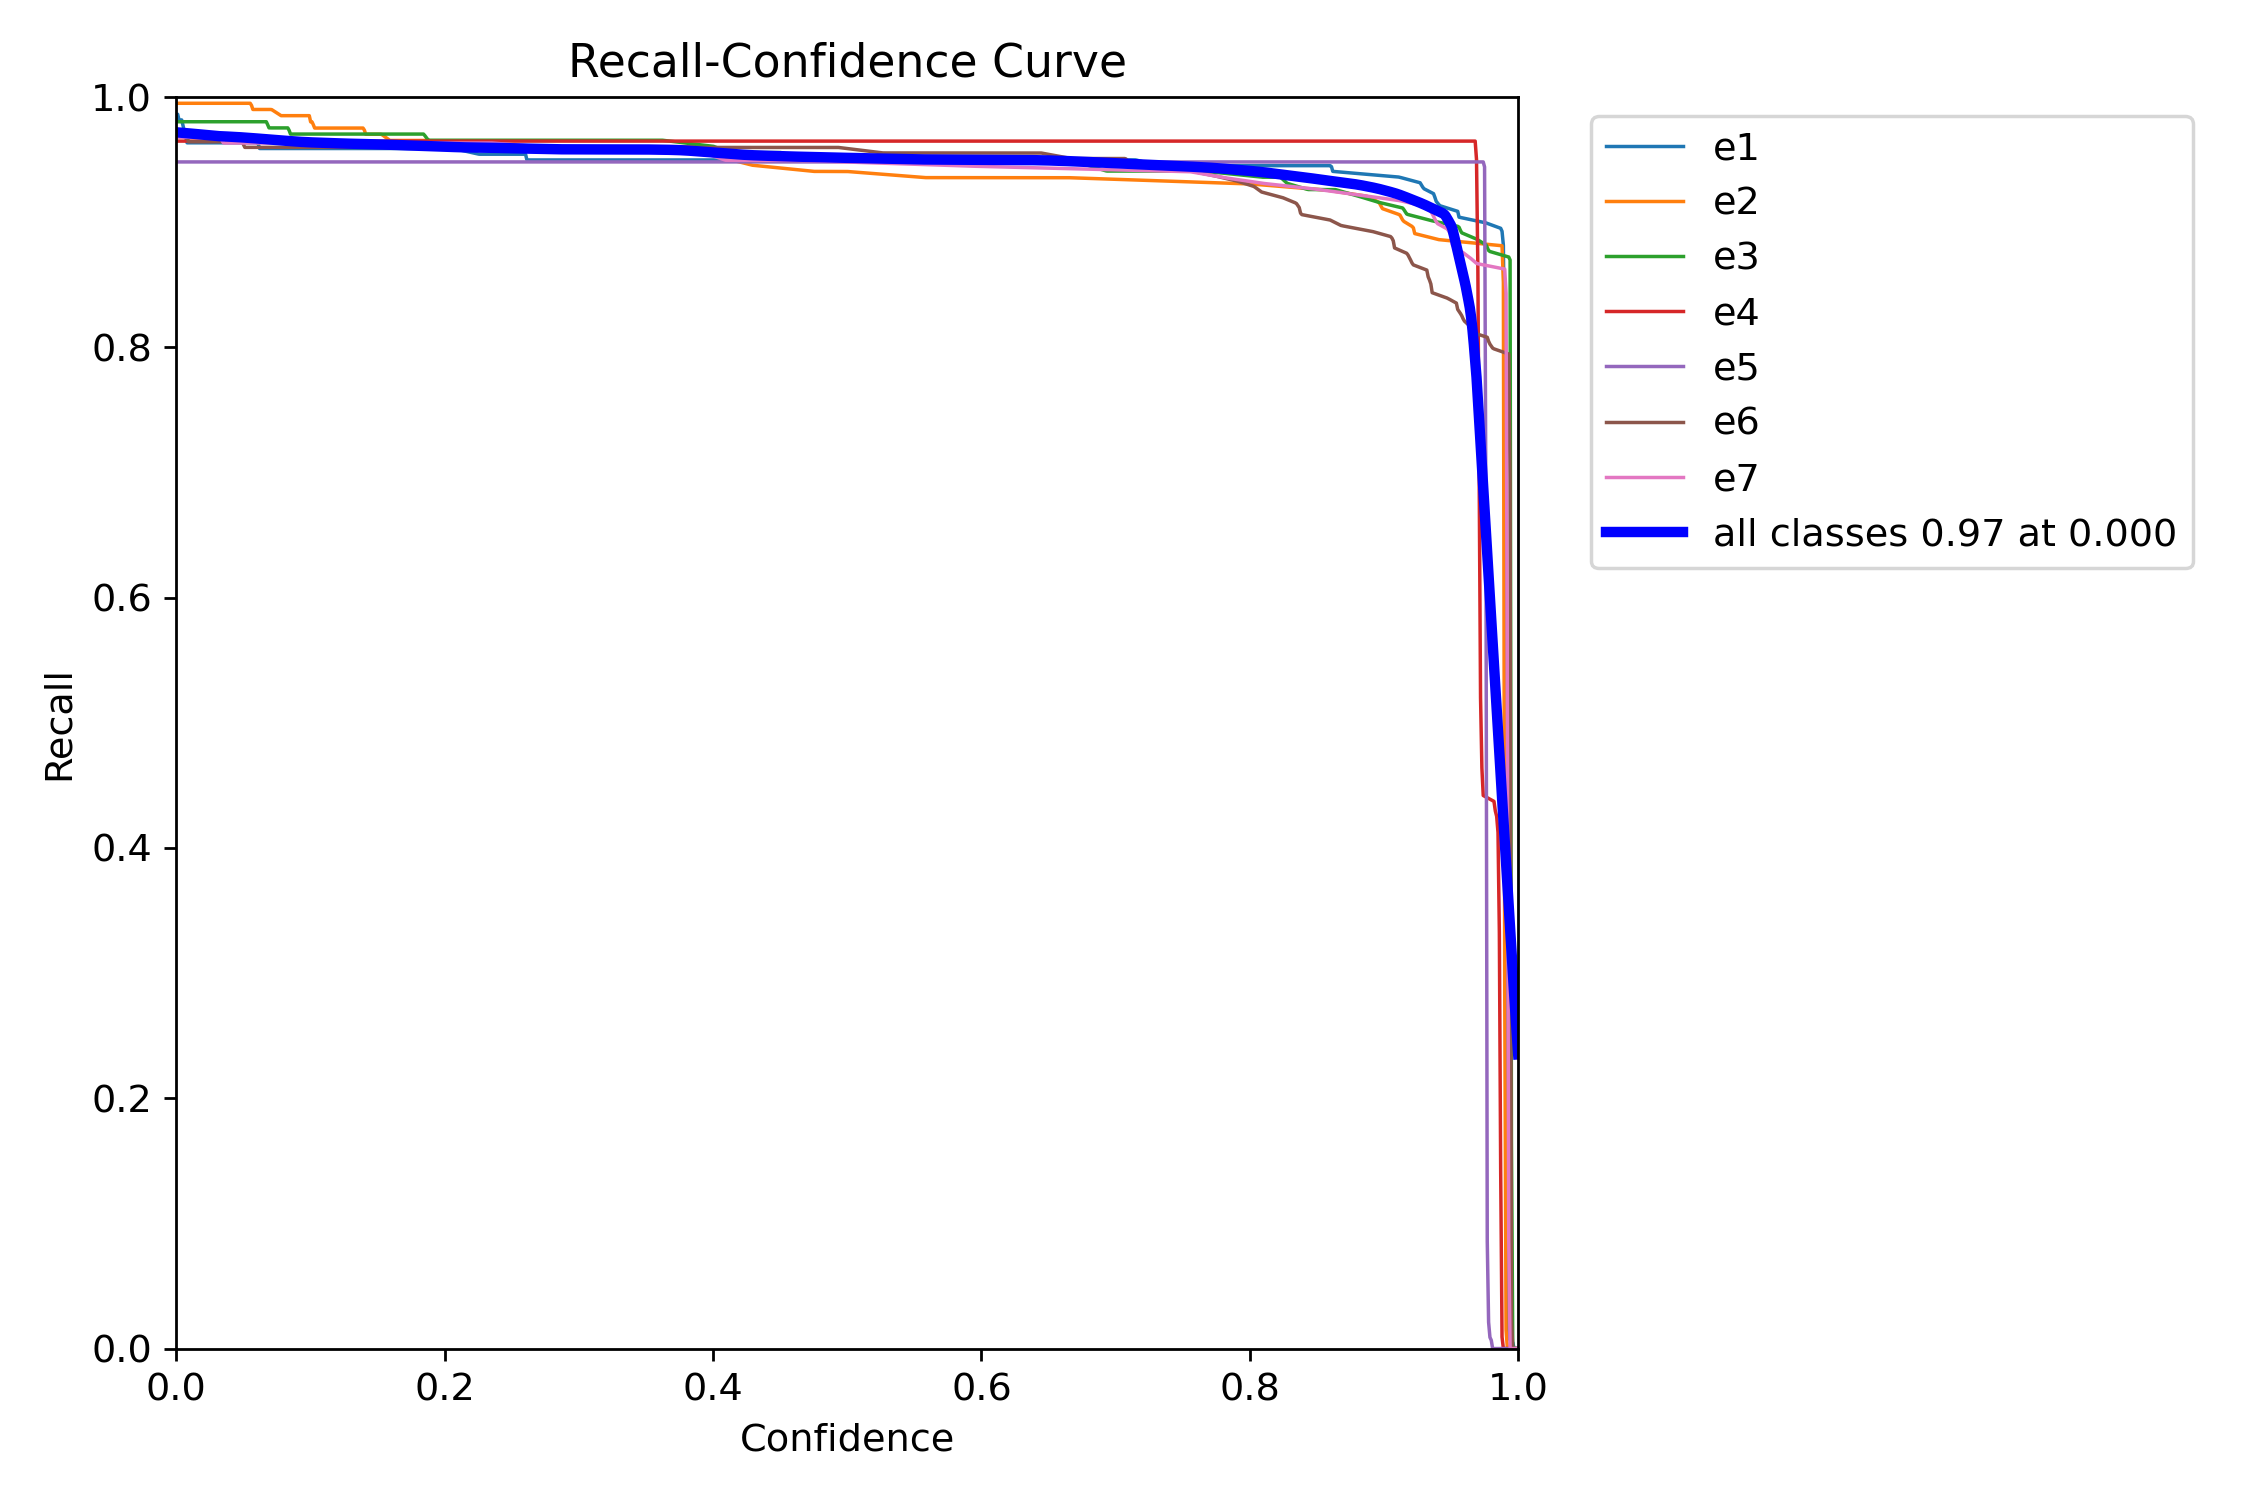 Recall-Confidence Curve
1.0
0.8
0.6
0.4
0.2
0.0
Recall
0.0 0.2 0.4 0.6 0.8 1.0
Confidence
e1
e2
e3
e4
e5
e6
e7
all classes 0.97 at 0.000